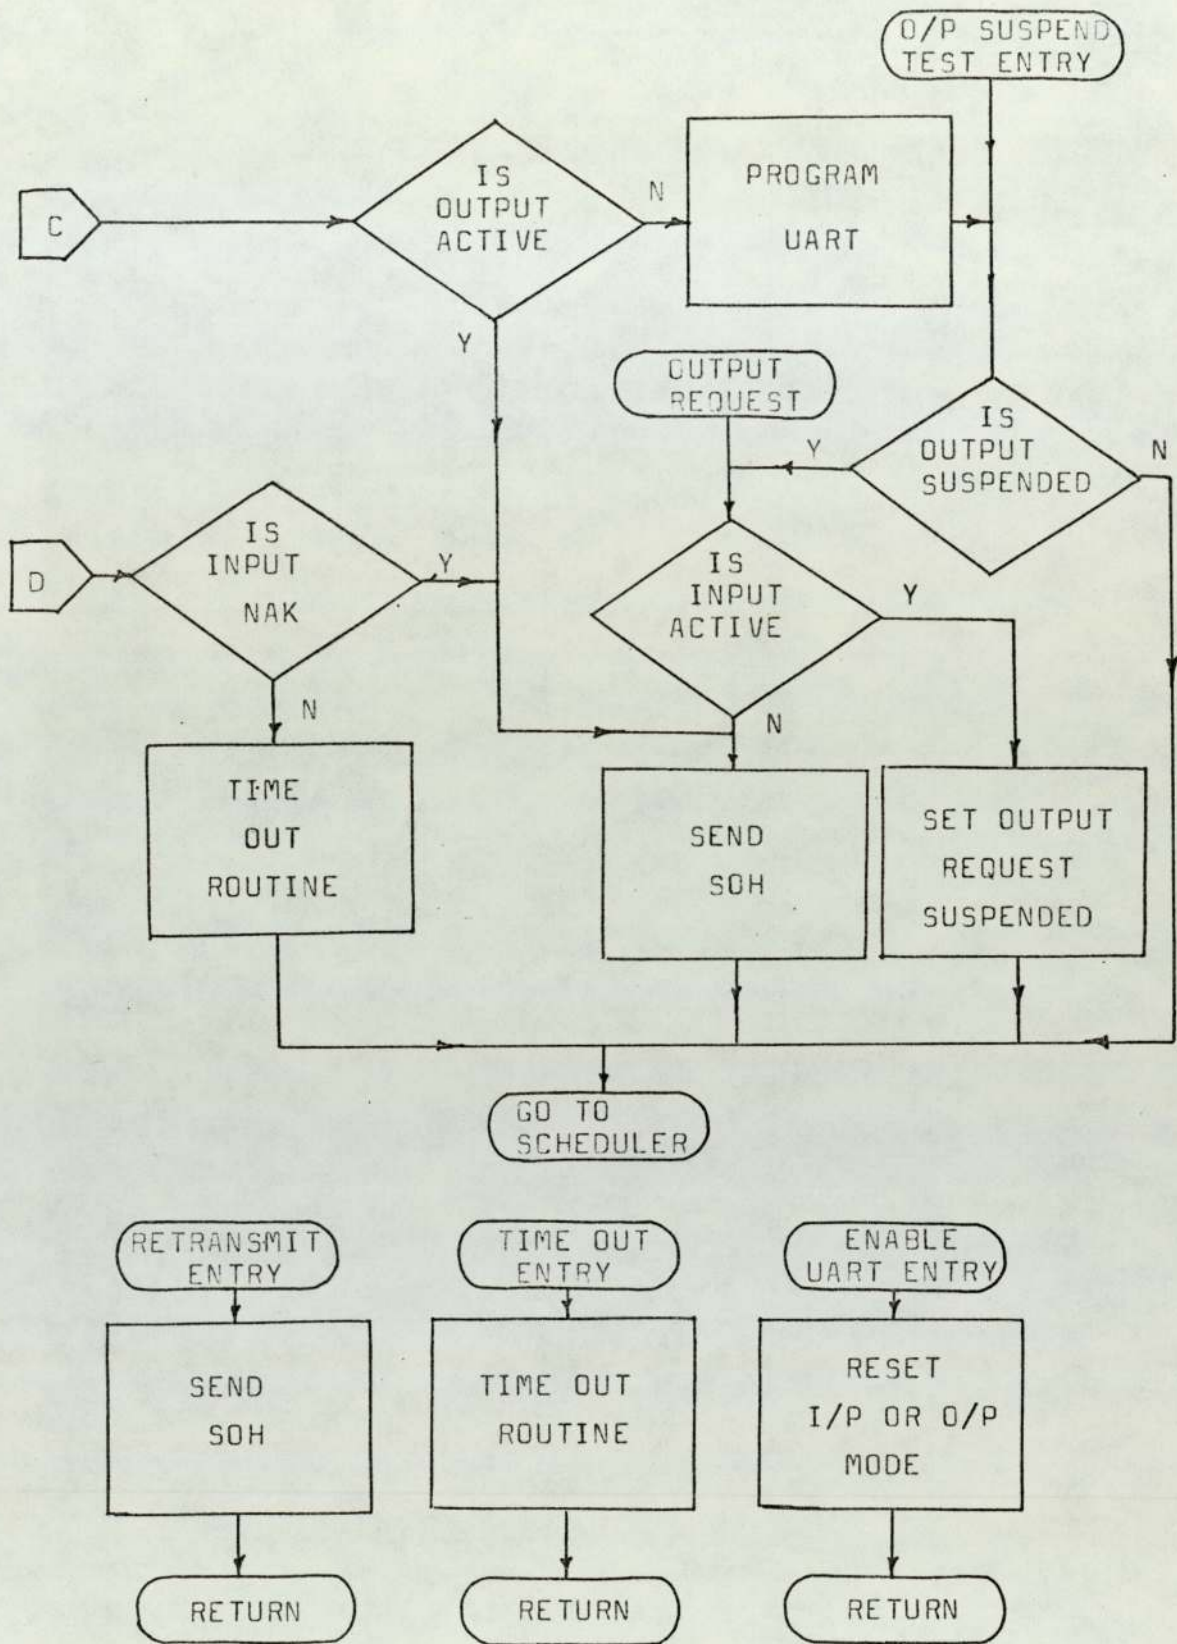 O/P SUSPEND
TEST ENTRY
C
IS
OUTPUT
ACTIVE
N
PROGRAM
UART
Y
OUTPUT
REQUEST
IS
OUTPUT
SUSPENDED
Y
N
D
IS
INPUT
NAK
Y
N
IS
INPUT
ACTIVE
Y
N
TIME
OUT
ROUTINE
SEND
SOH
SET OUTPUT
REQUEST
SUSPENDED
GO TO
SCHEDULER
RETRANSMIT
ENTRY
SEND
SOH
RETURN
TIME OUT
ENTRY
TIME OUT
ROUTINE
RETURN
ENABLE
UART ENTRY
RESET
I/P OR O/P
MODE
RETURN